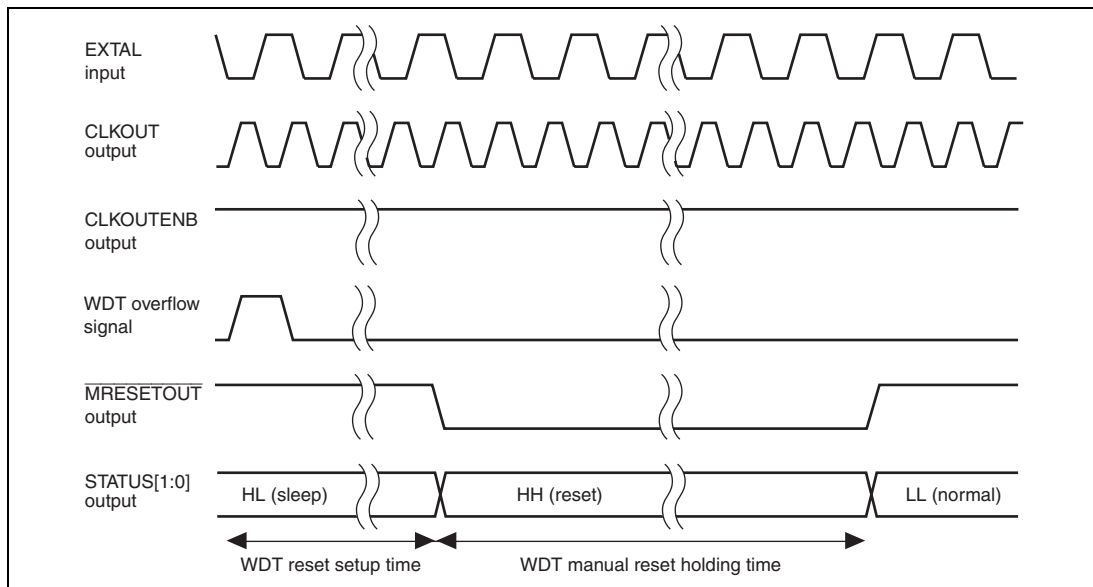 EXTAL
input
CLKOUT
output
CLKOUTENB
output
WDT overflow
signal
MRESETOUT
output
STATUS[1:0]
output
HL (sleep)
HH (reset)
LL (normal)
WDT reset setup time
WDT manual reset holding time